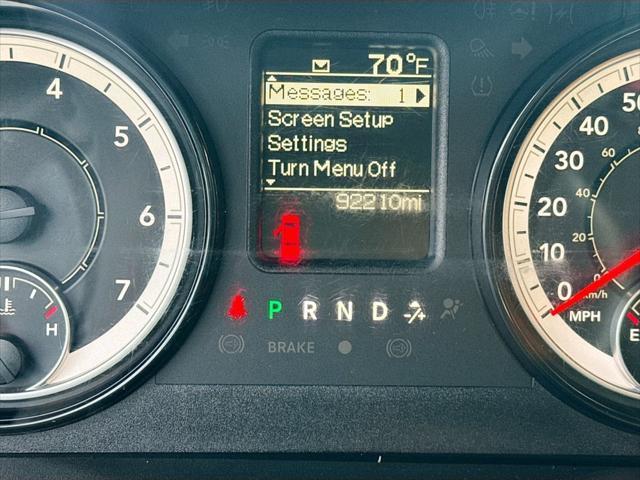 70°F
Messages: 1
Screen Setup
Settings
Turn Menu Off
92210mi
4
5
6
7
H
50
40
30
20
10
0
60
40
20
0
km/h
MPH
E
P R N D
BRAKE